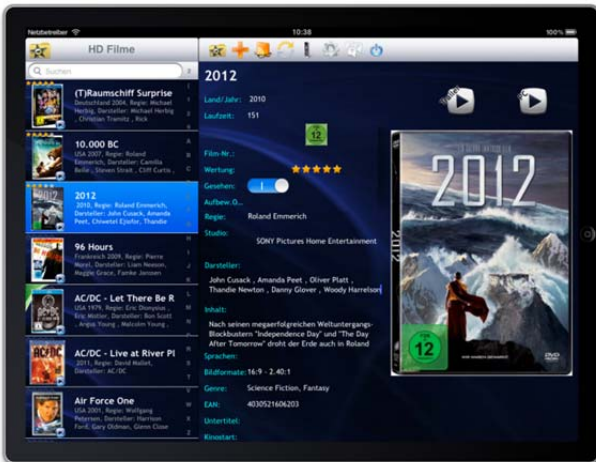 Netzbetreiber
10:38
100%
HD Filme
Suchen
(T)Raumschiff Surprise
Deutschland 2004, Regie: Michael
Herbig, Darsteller: Michael Herbig
, Christian Tramitz , Rick
10.000 BC
USA 2007, Regie: Roland
Emmerich, Darsteller: Camilla
Belle , Steven Strait , Cliff Curtis ,
2012
, 2010, Regie: Roland Emmerich,
Darsteller: John Cusack, Amanda
Peet, Chiwetel Ejiofor, Thandie
96 Hours
Frankreich 2009, Regie: Pierre
Morel, Darsteller: Liam Neeson,
Maggie Grace, Famke Janssen
AC/DC - Let There Be R
USA 1979, Regie: Eric Dionysius ,
Eric Mistler, Darsteller: Bon Scott
, Angus Young , Malcolm Young ,
AC/DC - Live at River Pl
2011, Regie: David Mallet,
Darsteller: AC/DC
Air Force One
USA 2001, Regie: Wolfgang
Petersen, Darsteller: Harrison
Ford, Gary Oldman, Glenn Close
2012
Land/Jahr: 2010
Laufzeit: 151
12
Film-Nr.:
Wertung:
Gesehen:
Aufbew.O...
Regie: Roland Emmerich
Studio:
SONY Pictures Home Entertainment
Darsteller:
John Cusack , Amanda Peet , Oliver Platt ,
Thandie Newton , Danny Glover , Woody Harrelson
Inhalt:
Nach seinen megaerfolgreichen Weltuntergangs-
Blockbustern "Independence Day" und "The Day
After Tomorrow" droht der Erde auch in Roland
Sprachen:
Bildformate: 16:9 - 2.40:1
Genre: Science Fiction, Fantasy
EAN: 4030521606203
Untertitel:
Kinostart:
2012
2012
12
DVD